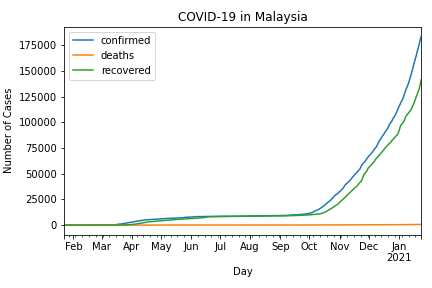 COVID-19 in Malaysia
confirmed
deaths
recovered
Number of Cases
175000
150000
125000
100000
75000
50000
25000
0
Feb Mar Apr May Jun Jul Aug Sep Oct Nov Dec Jan
2021
Day